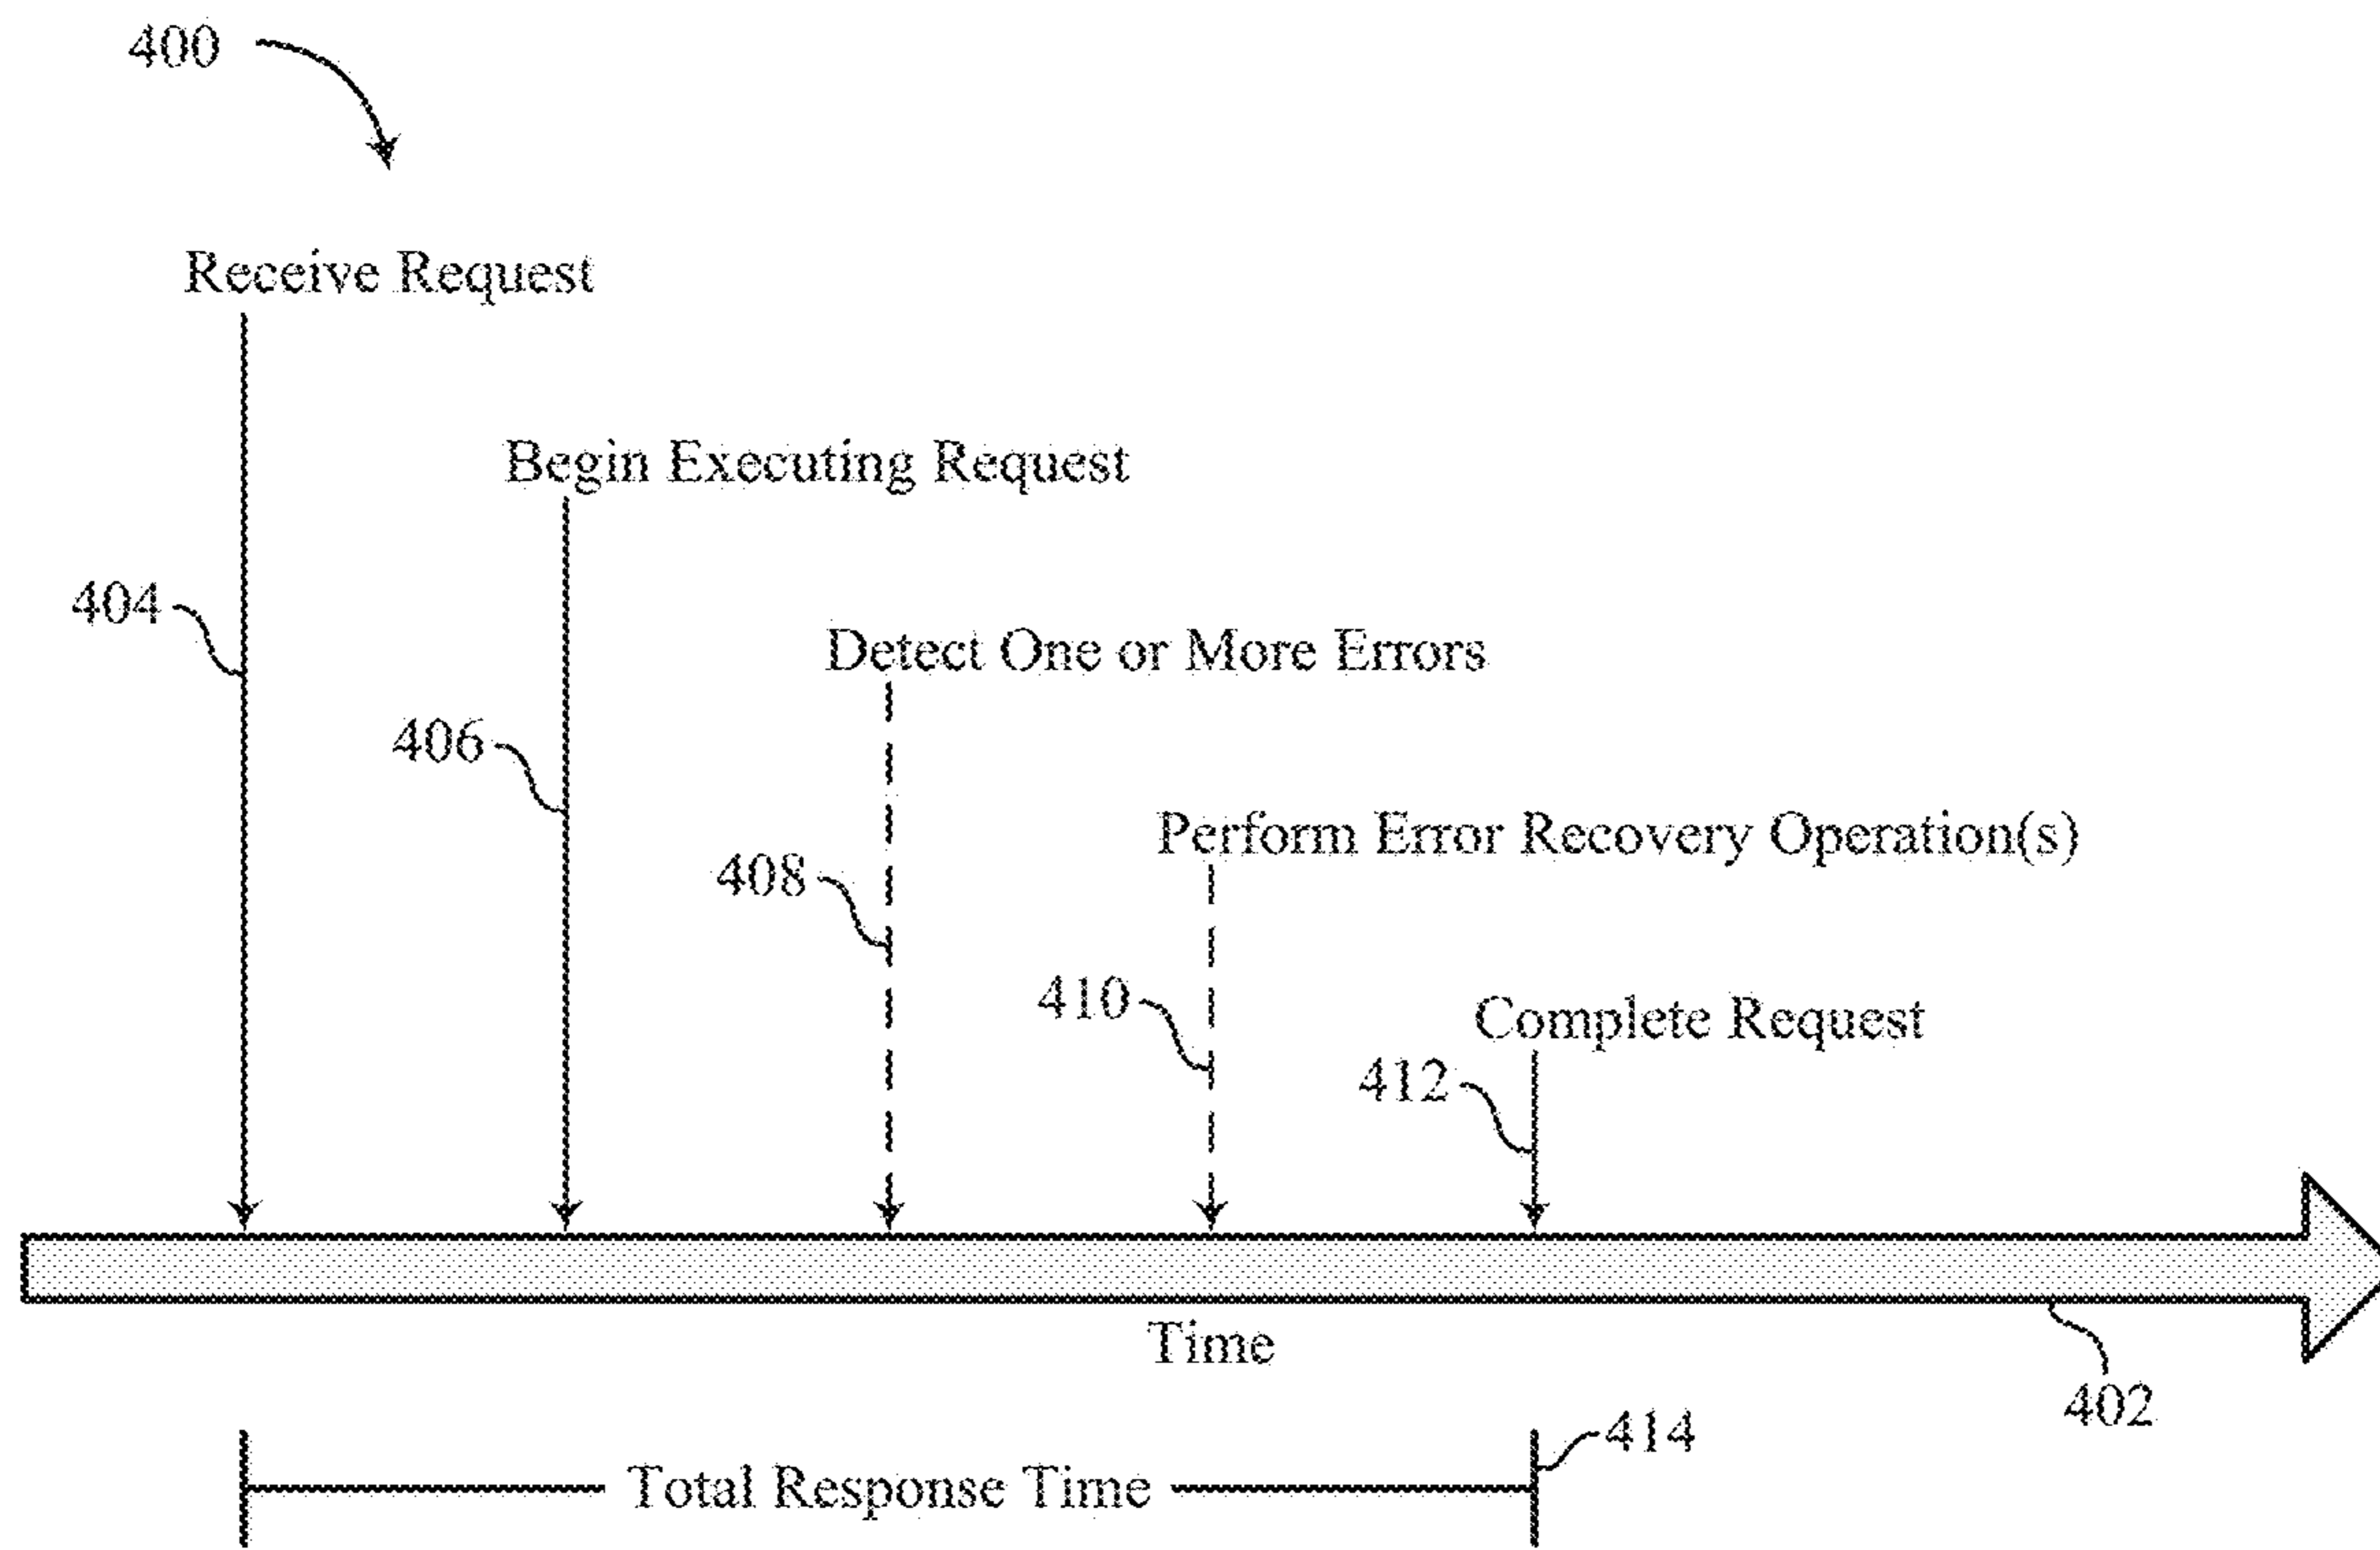 400
Receive Request
Begin Executing Request
404
Detect One or More Errors
406
Perform Error Recovery Operation(s)
408
410
Complete Request
412
Time
402
414
Total Response Time